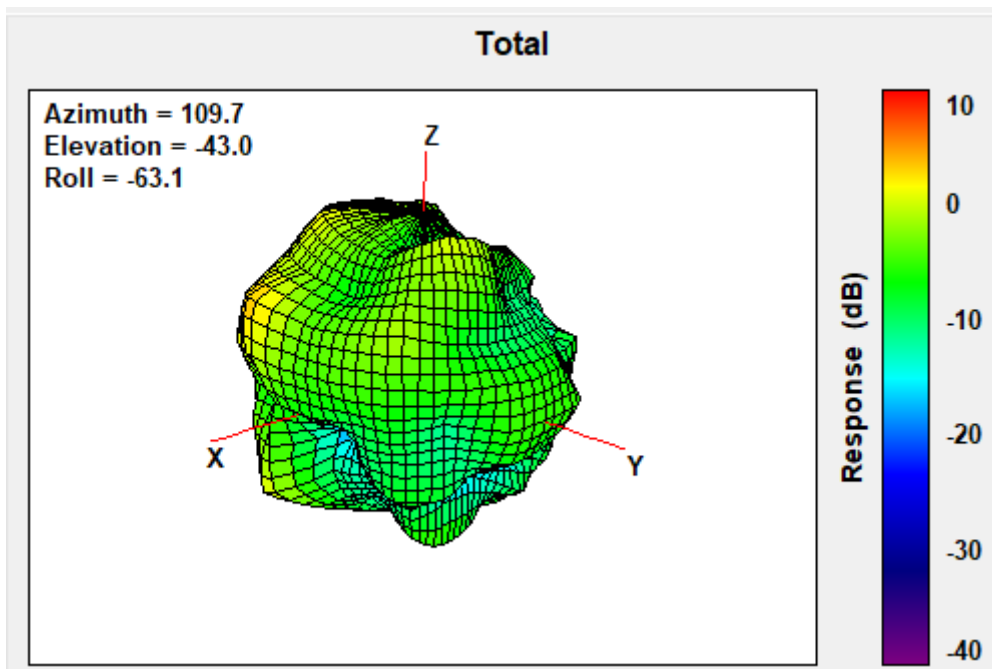 Total
Azimuth = 109.7
Elevation = -43.0
Roll = -63.1
Z
X
Y
10
0
-10
-20
-30
-40
Response (dB)